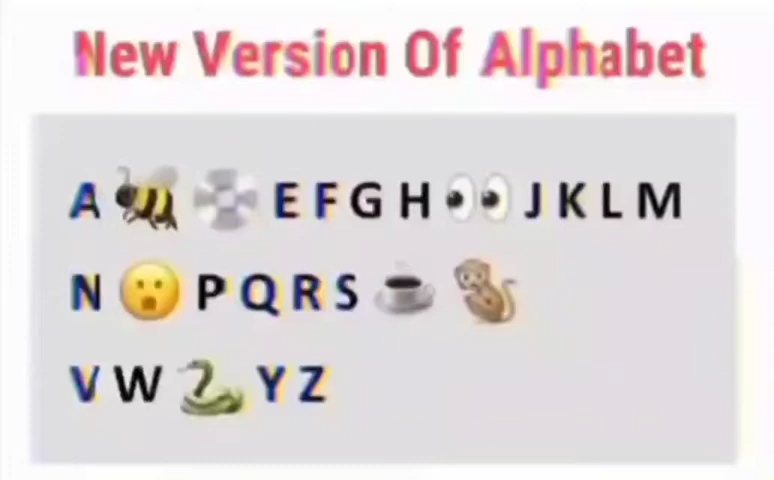 New Version Of Alphabet
A 🐝 💿 E F G H 👀 J K L M
N 😮 P Q R S ☕ 🐒
V W 🐍 Y Z